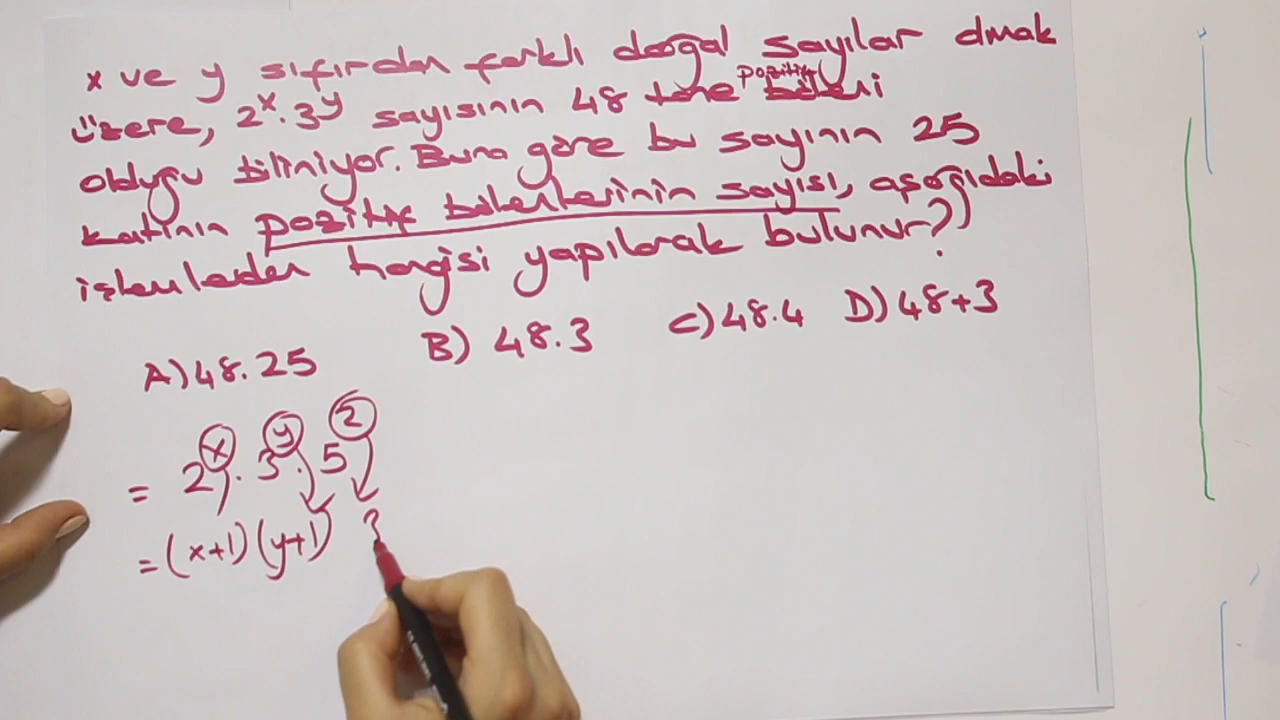 x ve y sıfırdan farklı doğal sayılar olmak
üzere, 2^x.3^y sayısının 48 tane pozitif böleni
olduğu biliniyor. Buna göre bu sayının 25
katının pozitif bölenlerinin sayısı, aşağıdaki
işlemlerden hangisi yapılarak bulunur?
A) 48.25 B) 48.3 C) 48.4 D) 48+3
= 2^x.3^y.5^2
= (x+1)(y+1) 3